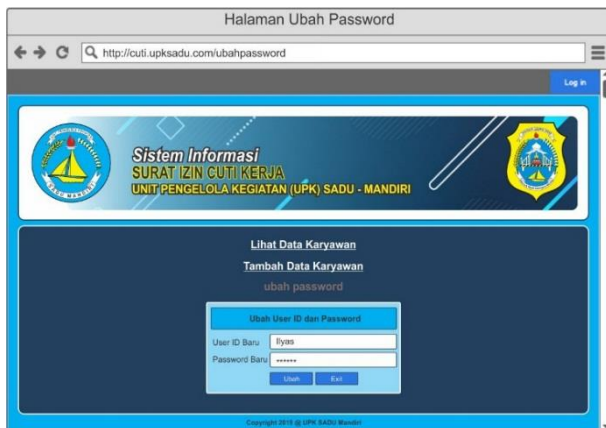 Halaman Ubah Password
http://cuti.upksadu.com/ubahpassword
Log in
Sistem Informasi
SURAT IZIN CUTI KERJA
UNIT PENGELOLA KEGIATAN (UPK) SADU - MANDIRI
Lihat Data Karyawan
Tambah Data Karyawan
ubah password
Ubah User ID dan Password
User ID Baru Ilyas
Password Baru ••••••
Ubah Exit
Copyright 2015 @ UPK SADU Mandiri